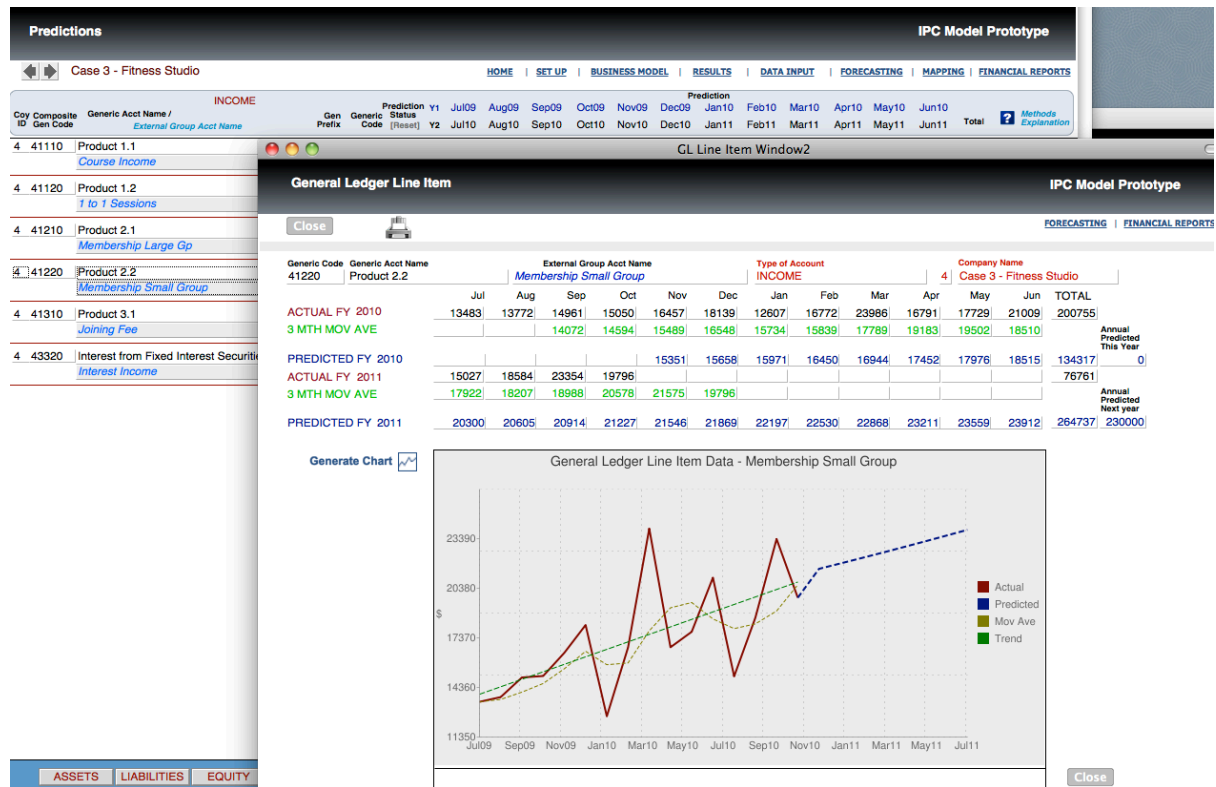 Predictions IPC Model Prototype
Case 3 - Fitness Studio HOME | SET UP | BUSINESS MODEL | RESULTS | DATA INPUT | FORECASTING | MAPPING | FINANCIAL REPORTS
INCOME Prediction
Coy ID Composite Gen Code Generic Acct Name / External Group Acct Name Gen Prefix Generic Code Prediction Status [Reset]
Y1 Jul09 Aug09 Sep09 Oct09 Nov09 Dec09 Jan10 Feb10 Mar10 Apr10 May10 Jun10
Y2 Jul10 Aug10 Sep10 Oct10 Nov10 Dec10 Jan11 Feb11 Mar11 Apr11 May11 Jun11 Total ? Methods Explanation
4 41110 Product 1.1
Course Income
4 41120 Product 1.2
1 to 1 Sessions
4 41210 Product 2.1
Membership Large Gp
4 41220 Product 2.2
Membership Small Group
4 41310 Product 3.1
Joining Fee
4 43320 Interest from Fixed Interest Securiti
Interest Income
ASSETS LIABILITIES EQUITY
GL Line Item Window2
General Ledger Line Item IPC Model Prototype
Close FORECASTING | FINANCIAL REPORTS
Generic Code Generic Acct Name External Group Acct Name Type of Account Company Name
41220 Product 2.2 Membership Small Group INCOME 4 Case 3 - Fitness Studio
Jul Aug Sep Oct Nov Dec Jan Feb Mar Apr May Jun TOTAL
ACTUAL FY 2010 13483 13772 14961 15050 16457 18139 12607 16772 23986 16791 17729 21009 200755
3 MTH MOV AVE 14072 14594 15489 16548 15734 15839 17789 19183 19502 18510 Annual Predicted This Year
PREDICTED FY 2010 15351 15658 15971 16450 16944 17452 17976 18515 134317 0
ACTUAL FY 2011 15027 18584 23354 19796 76761
3 MTH MOV AVE 17922 18207 18988 20578 21575 19796 Annual Predicted Next year
PREDICTED FY 2011 20300 20605 20914 21227 21546 21869 22197 22530 22868 23211 23559 23912 264737 230000
Generate Chart
General Ledger Line Item Data - Membership Small Group
23390
20380
$
17370
14360
11350
Jul09 Sep09 Nov09 Jan10 Mar10 May10 Jul10 Sep10 Nov10 Jan11 Mar11 May11 Jul11
Actual
Predicted
Mov Ave
Trend
Close